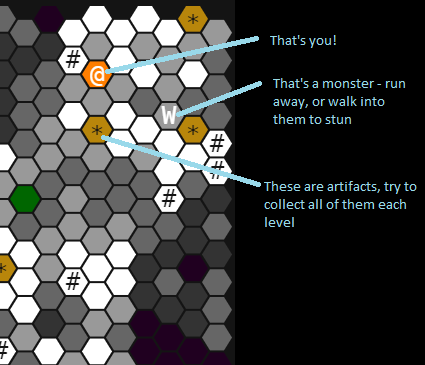 *
That's you!
#
@
That's a monster - run
away, or walk into
them to stun
W
*
*
#
#
These are artifacts, try to
collect all of them each
level
#
*
#
#